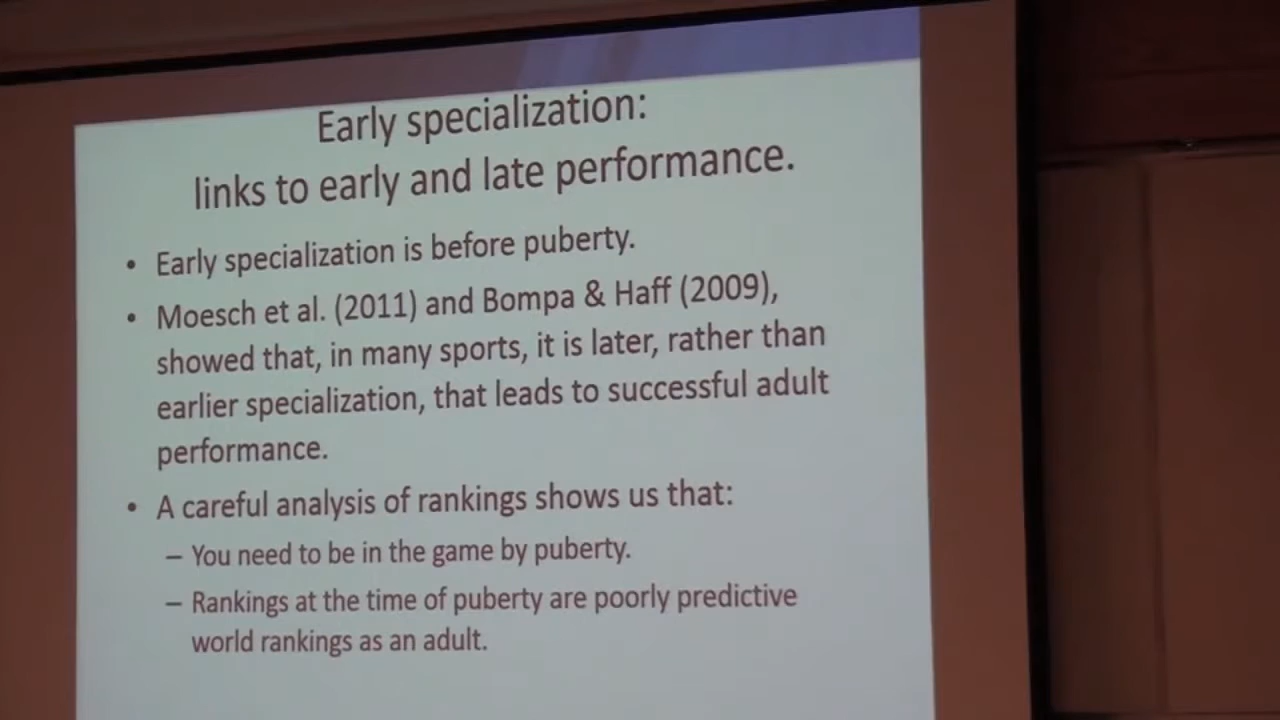 Early specialization:
links to early and late performance.
• Early specialization is before puberty.
• Moesch et al. (2011) and Bompa & Haff (2009),
showed that, in many sports, it is later, rather than
earlier specialization, that leads to successful adult
performance.
• A careful analysis of rankings shows us that:
– You need to be in the game by puberty.
– Rankings at the time of puberty are poorly predictive
world rankings as an adult.